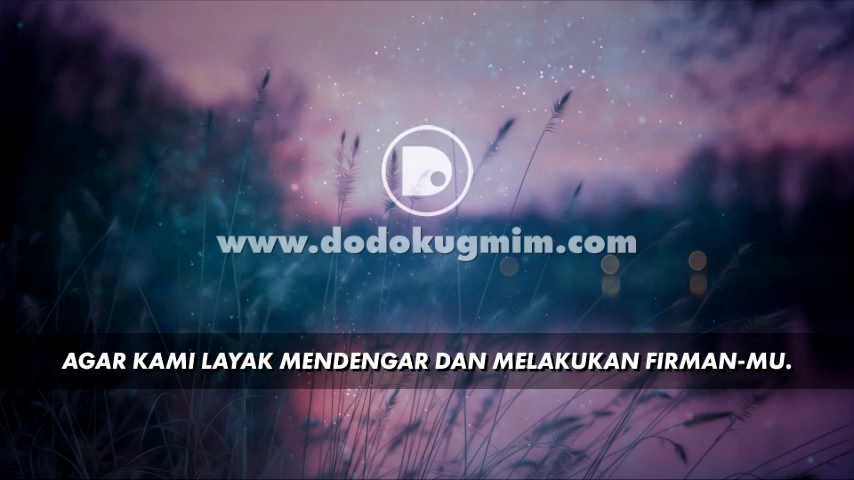 www.dodokugmim.com
AGAR KAMI LAYAK MENDENGAR DAN MELAKUKAN FIRMAN-MU.